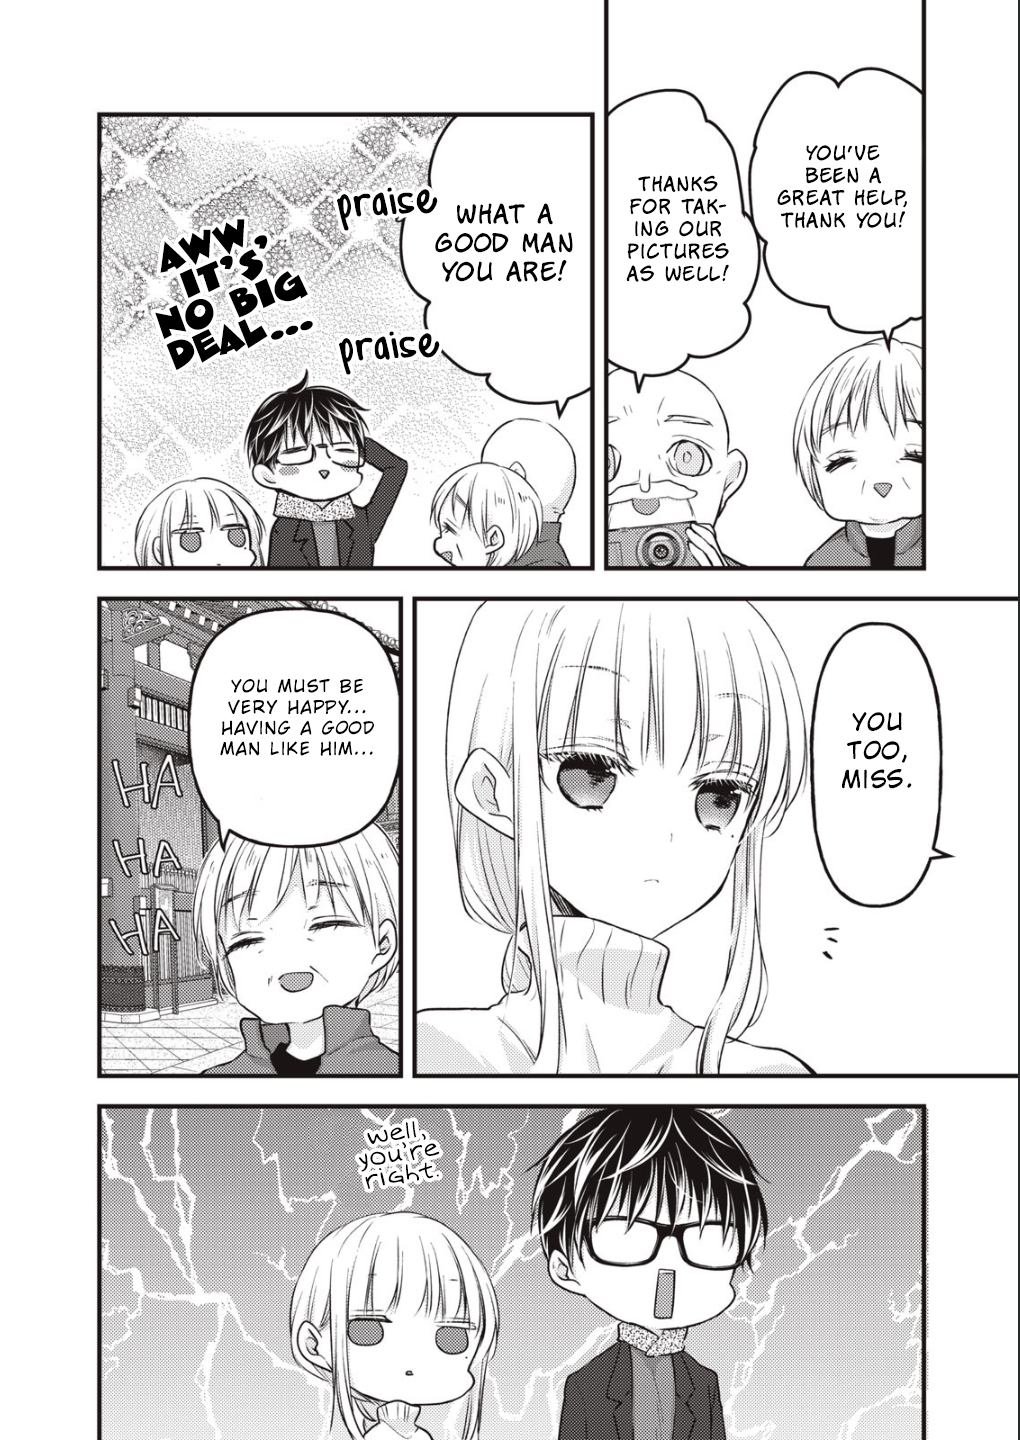 YOU'VE
BEEN A
GREAT HELP,
THANK YOU!
THANKS
FOR TAK-
ING OUR
PICTURES
AS WELL!
WHAT A
GOOD MAN
YOU ARE!
praise
praise
AWW,
IT'S
NO BIG
DEAL...
YOU
TOO,
MISS.
YOU MUST BE
VERY HAPPY...
HAVING A GOOD
MAN LIKE HIM...
HA
HA
HA
well,
you're
right.